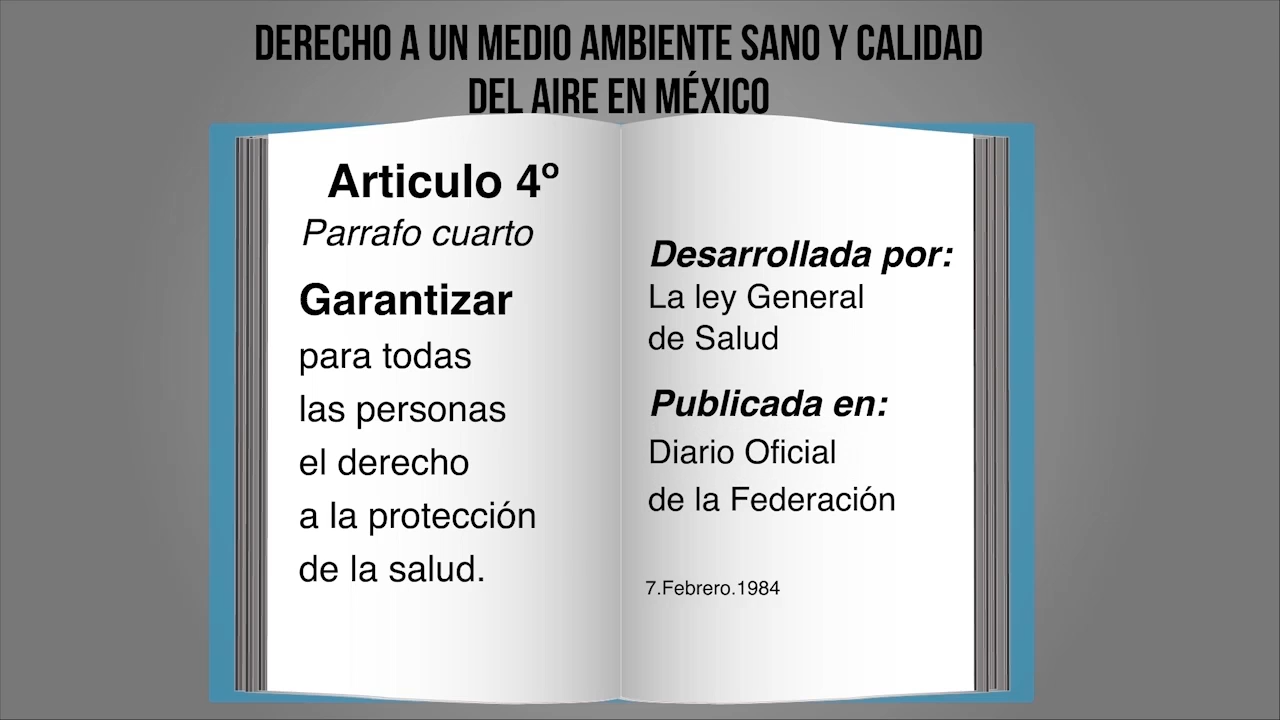 DERECHO A UN MEDIO AMBIENTE SANO Y CALIDAD
DEL AIRE EN MÉXICO
Articulo 4º
Parrafo cuarto
Garantizar
para todas
las personas
el derecho
a la protección
de la salud.
Desarrollada por:
La ley General
de Salud
Publicada en:
Diario Oficial
de la Federación
7.Febrero.1984